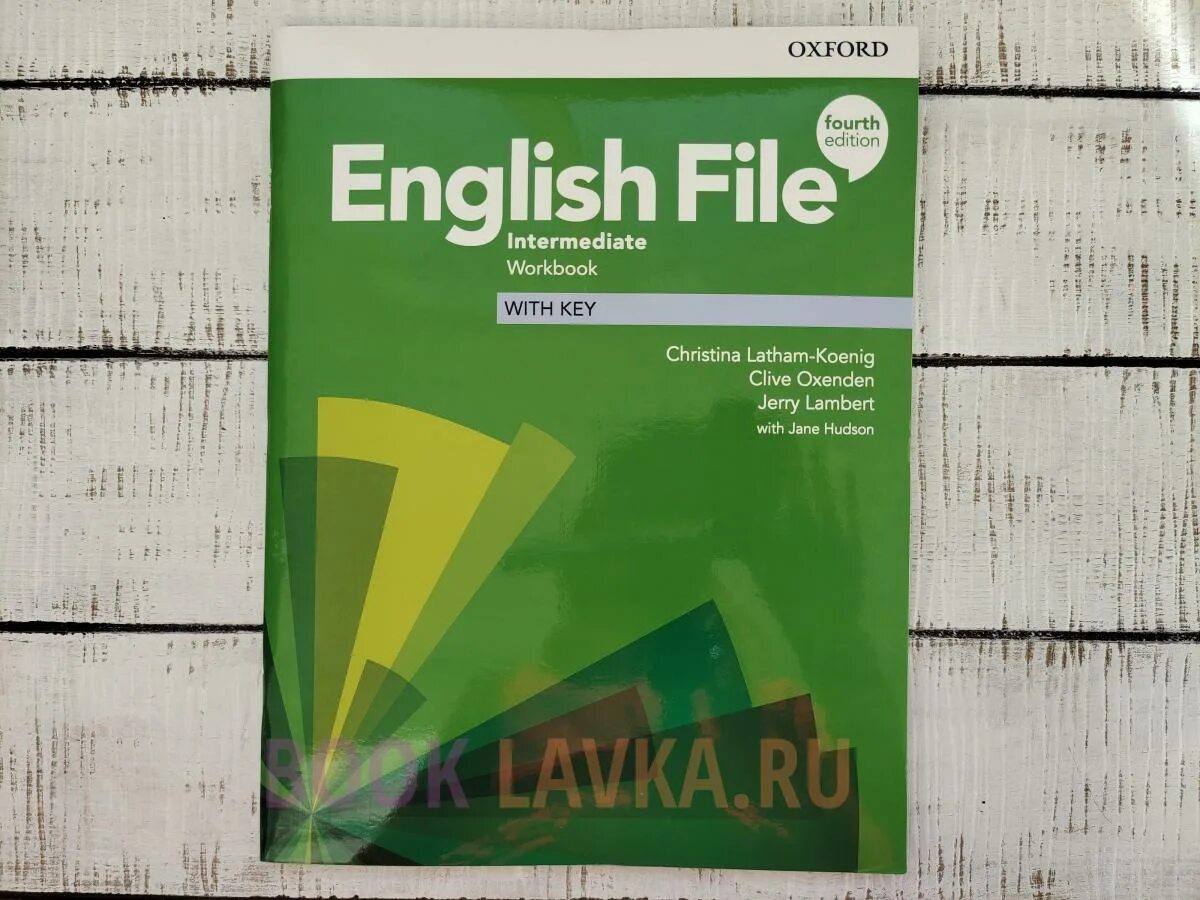 OXFORD
fourth
edition
English File
Intermediate
Workbook
WITH KEY
Christina Latham-Koenig
Clive Oxenden
Jerry Lambert
with Jane Hudson
BOOK LAVKA.RU